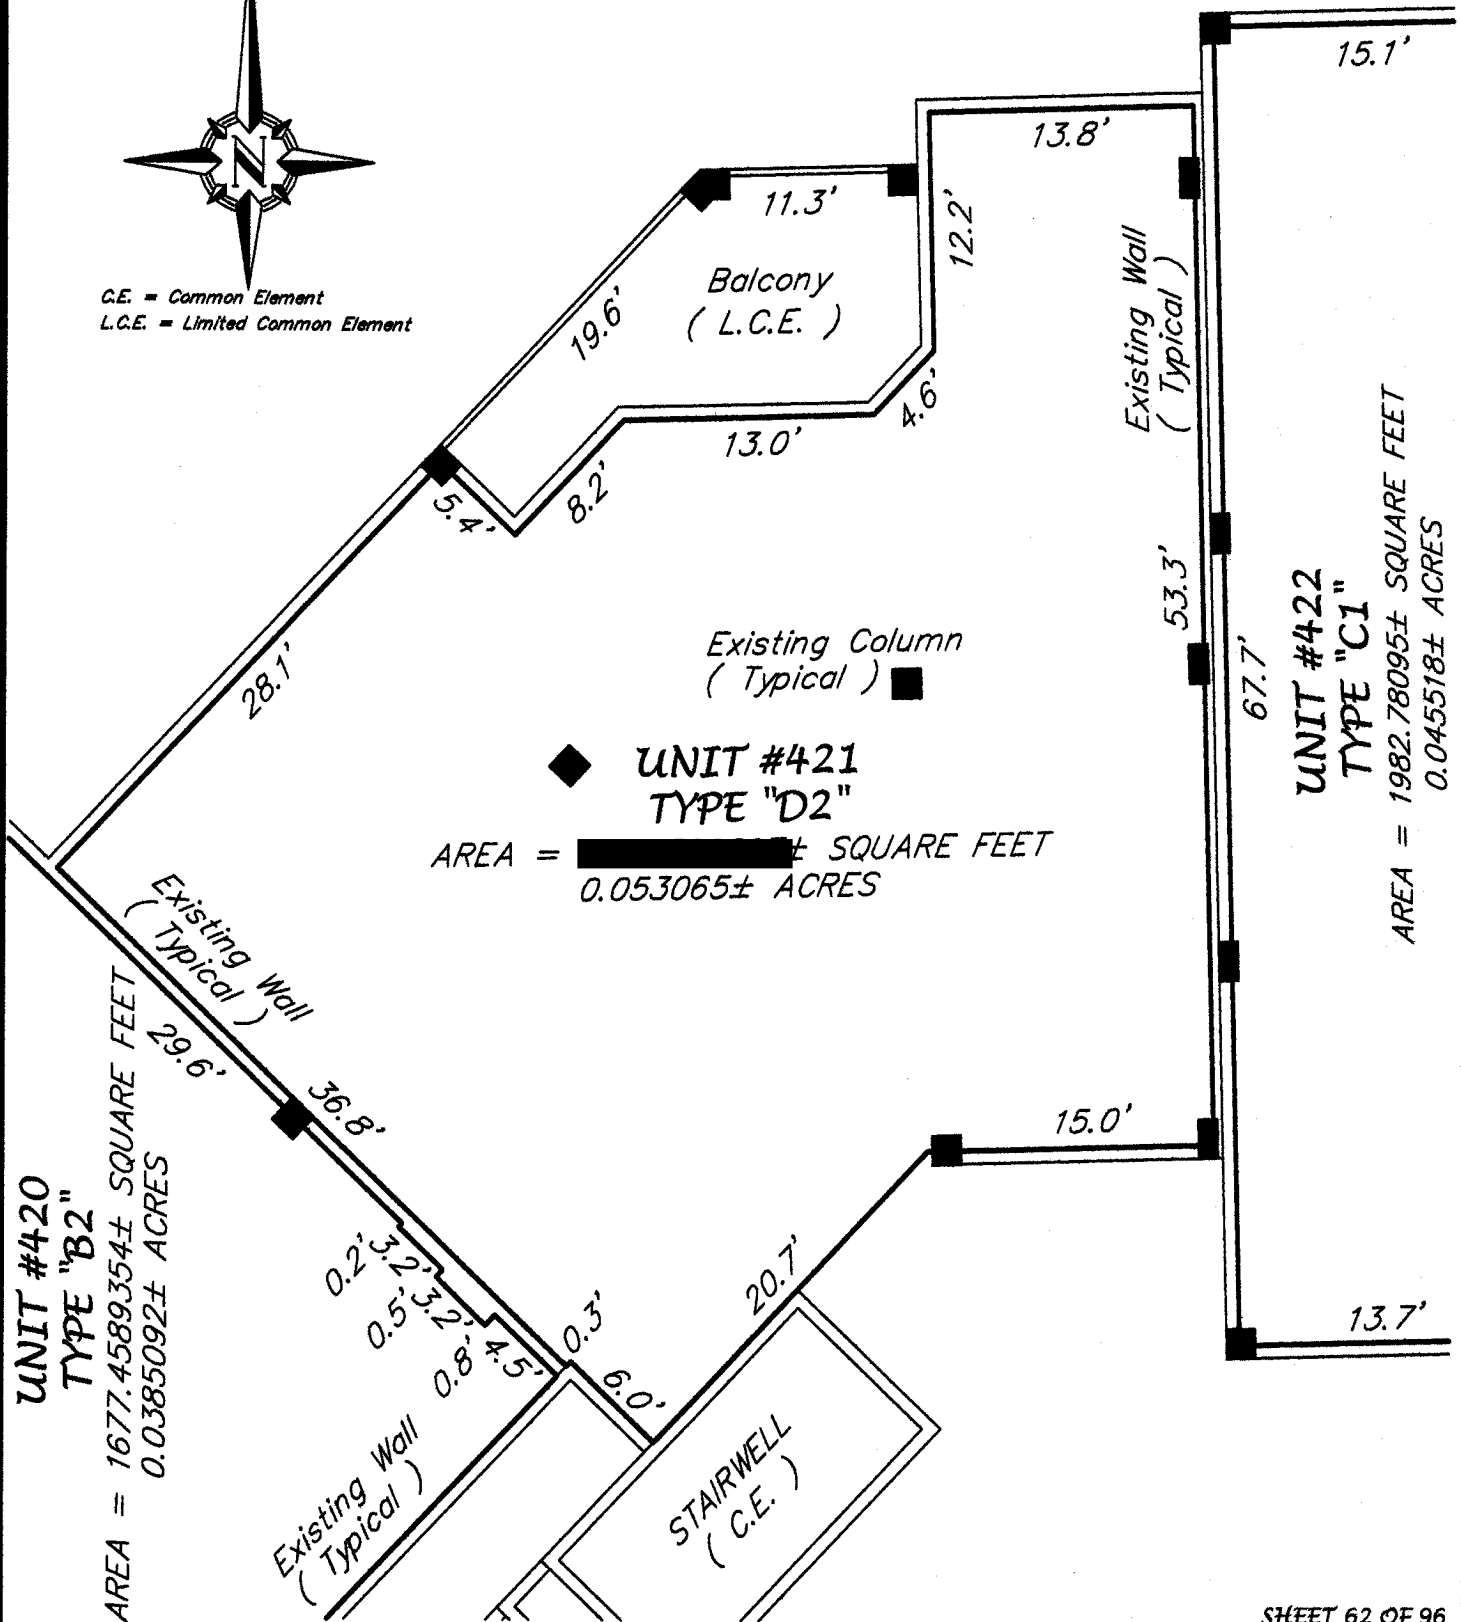 15.1'
13.8'
N
11.3'
12.2'
Balcony
( L.C.E. )
19.6'
C.E. = Common Element
L.C.E. = Limited Common Element
Existing Wall
( Typical )
4.6'
13.0'
8.2'
5.4'
28.1'
53.3'
67.7'
Existing Column
( Typical )
UNIT #421
TYPE "D2"
AREA = ± SQUARE FEET
0.053065± ACRES
UNIT #422
TYPE "C1"
AREA = 1982.78095± SQUARE FEET
0.045518± ACRES
Existing Wall
( Typical )
29.6'
36.8'
15.0'
UNIT #420
TYPE "B2"
AREA = 1677.4589354± SQUARE FEET
0.0385092± ACRES
0.2'
3.2'
0.5'
3.2'
0.8'
4.5'
0.3'
6.0'
20.7'
13.7'
Existing Wall
( Typical )
STAIRWELL
( C.E. )
SHEET 62 OF 96